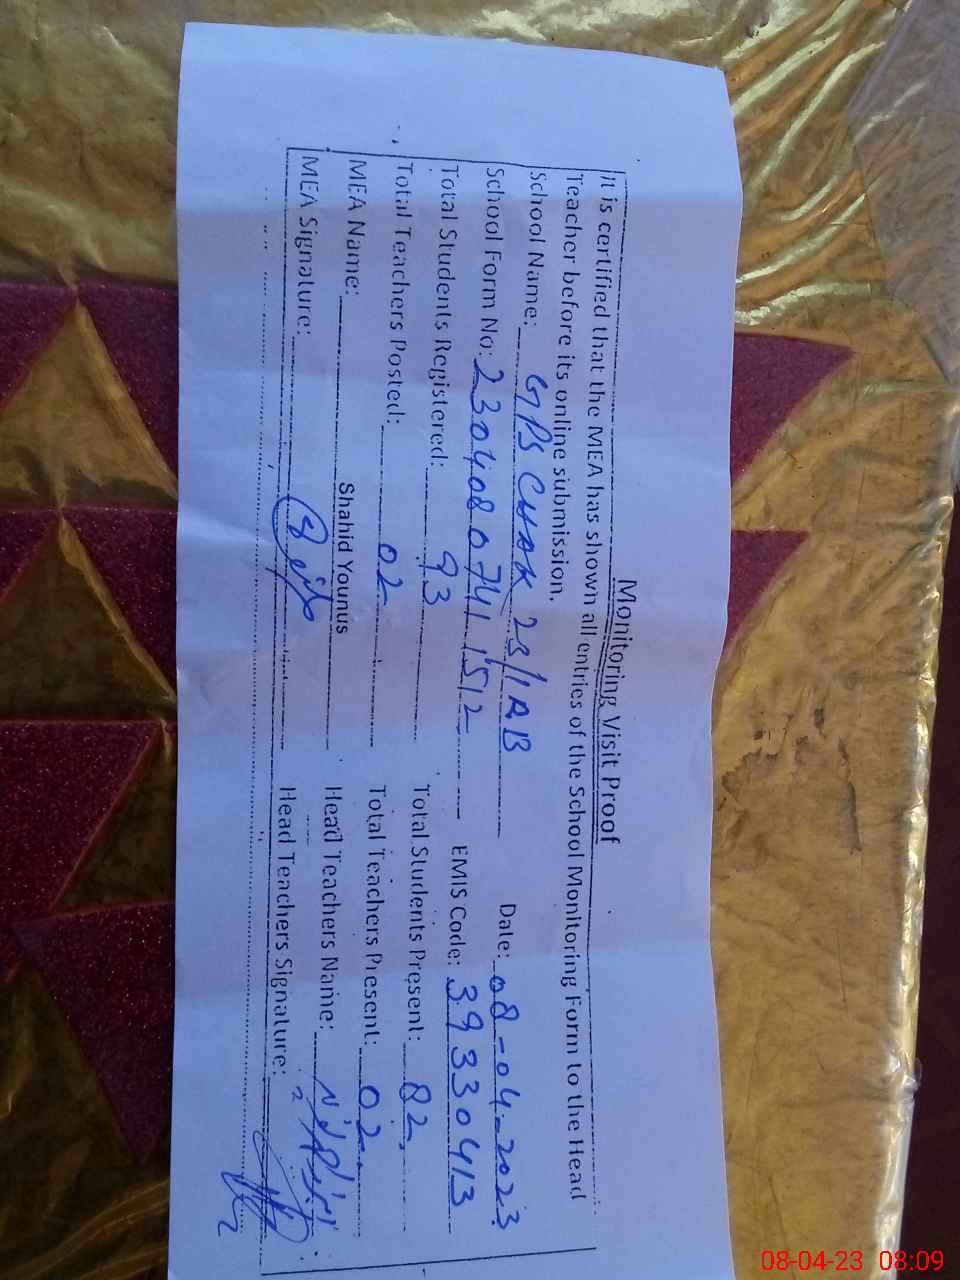 Monitoring Visit Proof
It is certified that the MEA has shown all entries of the School Monitoring Form to the Head
Teacher before its online submission.
School Name: GPS CHAK 23/1AB Date: 08-04-2023
School Form No: 23040807411512 EMIS Code: 39330413
Total Students Registered: 93 Total Students Present: 82
Total Teachers Posted: 02 Total Teachers Present: 02
MEA Name: Shahid Younus Head Teachers Name:
MEA Signature: Head Teachers Signature:
08-04-23 08:09